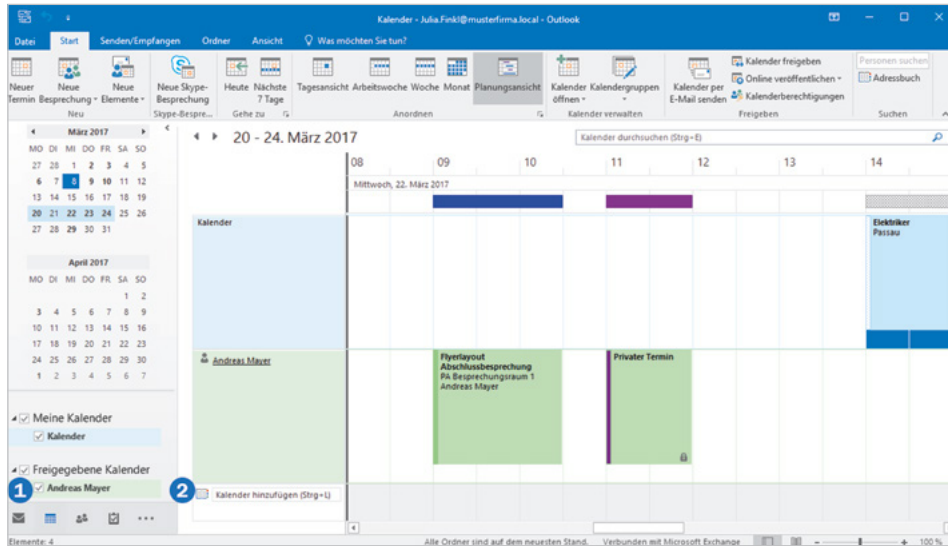 Kalender - Julia.Finkl@musterfirma.local - Outlook
Datei Start Senden/Empfangen Ordner Ansicht Was möchten Sie tun?
Neuer Termin
Neue Besprechung
Neue Elemente
Neu
Neue Skype-Besprechung
Skype-Bespre...
Heute
Nächste 7 Tage
Gehe zu
Tagesansicht Arbeitswoche Woche Monat Planungsansicht
Anordnen
Kalender öffnen
Kalendergruppen
Kalender verwalten
Kalender per E-Mail senden
Kalender freigeben
Online veröffentlichen
Kalenderberechtigungen
Freigeben
Personen suchen
Adressbuch
Suchen
März 2017
MO DI MI DO FR SA SO
27 28 1 2 3 4 5
6 7 8 9 10 11 12
13 14 15 16 17 18 19
20 21 22 23 24 25 26
27 28 29 30 31
April 2017
MO DI MI DO FR SA SO
1 2
3 4 5 6 7 8 9
10 11 12 13 14 15 16
17 18 19 20 21 22 23
24 25 26 27 28 29 30
1 2 3 4 5 6 7
Meine Kalender
Kalender
Freigegebene Kalender
1
Andreas Mayer
20 - 24. März 2017
Kalender durchsuchen (Strg+E)
08 09 10 11 12 13 14
Mittwoch, 22. März 2017
Kalender
Elektriker
Passau
Andreas Mayer
Flyerlayout
Abschlussbesprechung
PA Besprechungsraum 1
Andreas Mayer
Privater Termin
2
Kalender hinzufügen (Strg+L)
Elemente: 4
Alle Ordner sind auf dem neuesten Stand.
Verbunden mit Microsoft Exchange
100 %